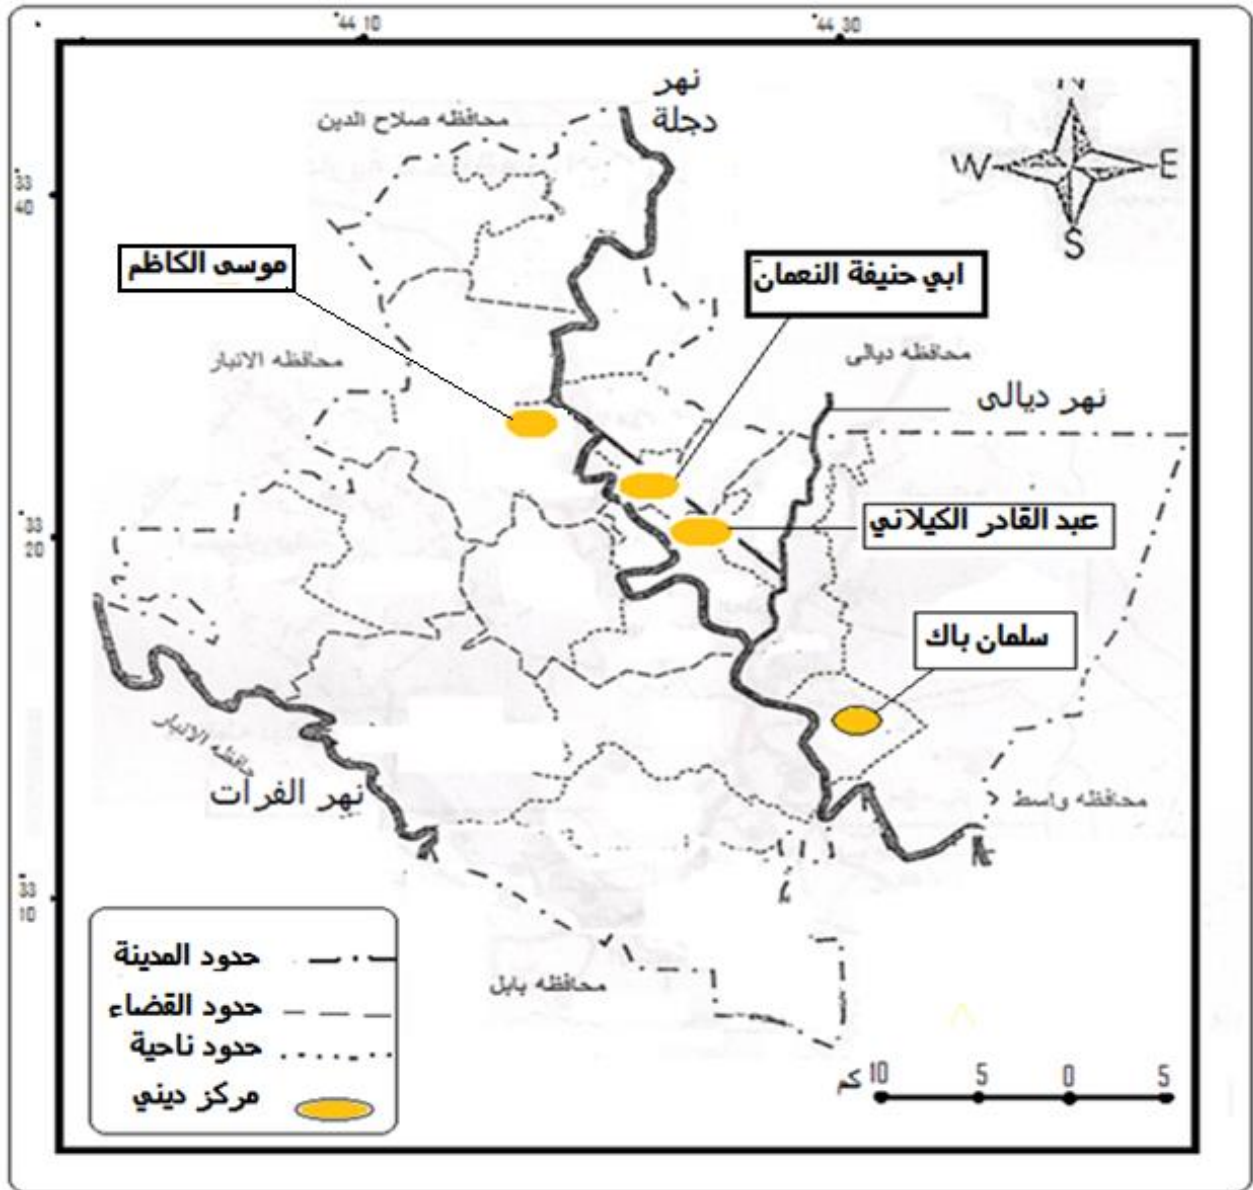 44 10
44 30
نهر
دجلة
محافظه صلاح الدين
N
W
E
S
33
40
موسى الكاظم
ابي حنيفة النعمان
محافظه الانبار
محافظه ديالى
نهر ديالى
33
20
عبد القادر الكيلاني
سلمان باك
حافظه الانبار
نهر الفرات
محافظه واسط
33
10
محافظه بابل
حدود المدينة
حدود القضاء
حدود ناحية
مركز ديني
كم 10 5 0 5